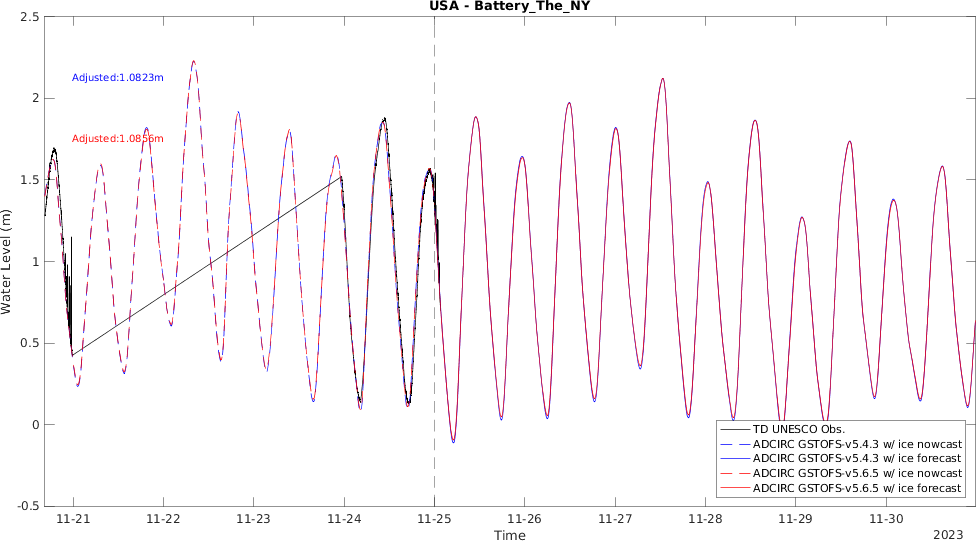 USA - Battery_The_NY
2.5
2
1.5
1
0.5
0
-0.5
Water Level (m)
Adjusted:1.0823m
Adjusted:1.0856m
TD UNESCO Obs.
ADCIRC GSTOFS-v5.4.3 w/ ice nowcast
ADCIRC GSTOFS-v5.4.3 w/ ice forecast
ADCIRC GSTOFS-v5.6.5 w/ ice nowcast
ADCIRC GSTOFS-v5.6.5 w/ ice forecast
11-21 11-22 11-23 11-24 11-25 11-26 11-27 11-28 11-29 11-30
Time
2023